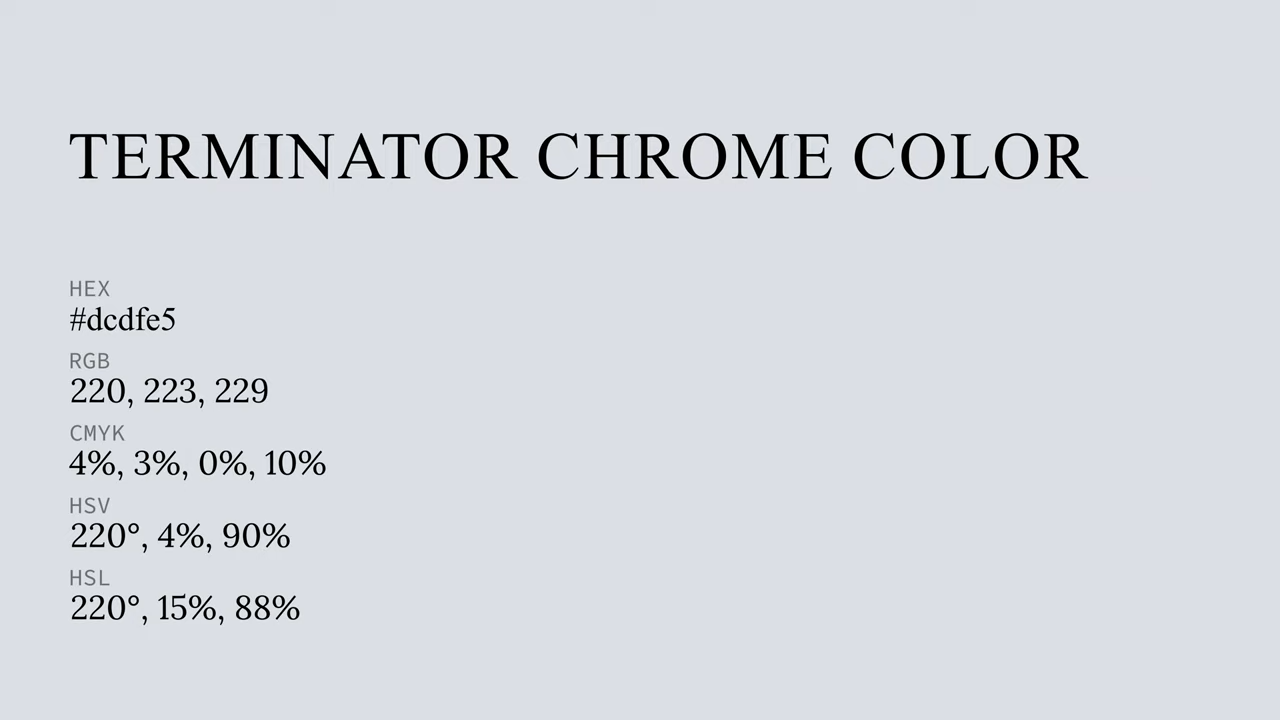 TERMINATOR CHROME COLOR
HEX
#dcdfe5
RGB
220, 223, 229
CMYK
4%, 3%, 0%, 10%
HSV
220°, 4%, 90%
HSL
220°, 15%, 88%